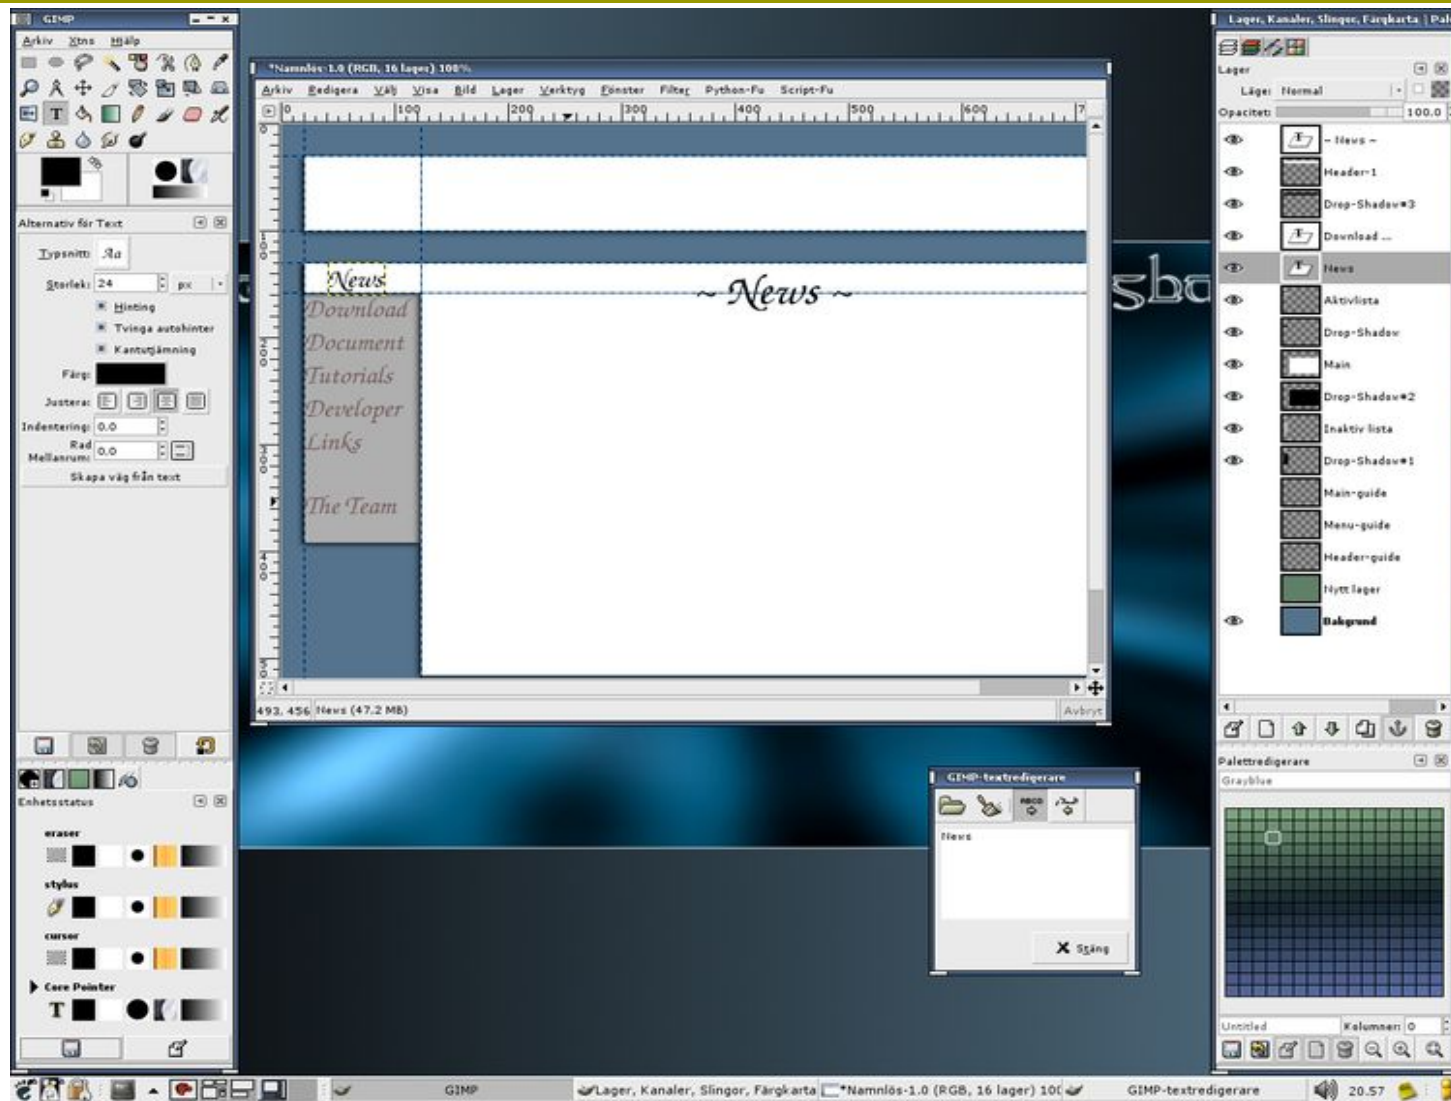 GIMP
Arkiv Xtns Hjälp
Alternativ för Text
Typsnitt: Aa
Storlek: 24 px
Hinting
Tvinga autohinter
Kantutjämning
Färg:
Justera:
Indentering: 0.0
Rad
Mellanrum: 0.0
Skapa väg från text
Enhetsstatus
eraser
stylus
cursor
Core Pointer
*Namnlös-1.0 (RGB, 16 lager) 100%
Arkiv Redigera Välj Visa Bild Lager Verktyg Fönster Filter Python-Fu Script-Fu
0 100 200 300 400 500 600 7
News
~ News ~
Download
Document
Tutorials
Developer
Links
The Team
493, 456 News (47.2 MB) Avbryt
GIMP-textredigerare
News
Stäng
Lager, Kanaler, Slingor, Färgkarta | Pal
Lager
Läge: Normal
Opacitet: 100.0
~ News ~
Header-1
Drop-Shadow#3
Download ...
News
Aktivlista
Drop-Shadow
Main
Drop-Shadow#2
Inaktiv lista
Drop-Shadow#1
Main-guide
Menu-guide
Header-guide
Nytt lager
Bakgrund
Palettredigerare
Grayblue
Untitled Kolumner: 0
GIMP Lager, Kanaler, Slingor, Färgkarta *Namnlös-1.0 (RGB, 16 lager) 100 GIMP-textredigerare 20.57